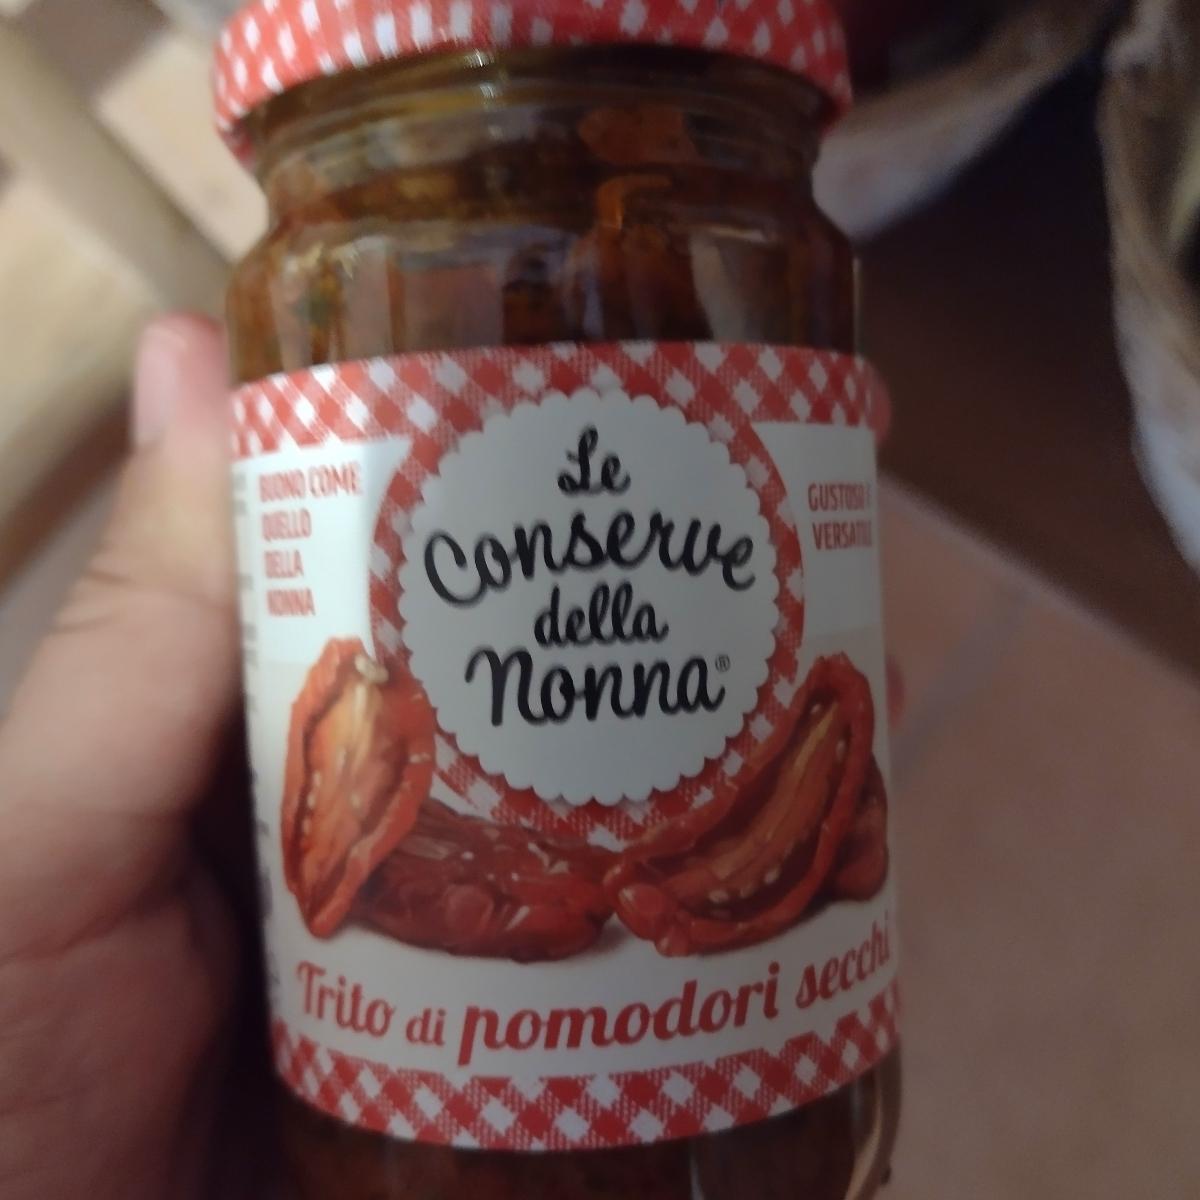 BUONO COME
QUELLO
DELLA
NONNA
Le
Conserve
della
Nonna®
GUSTOSO E
VERSATILE
Trito di pomodori secchi